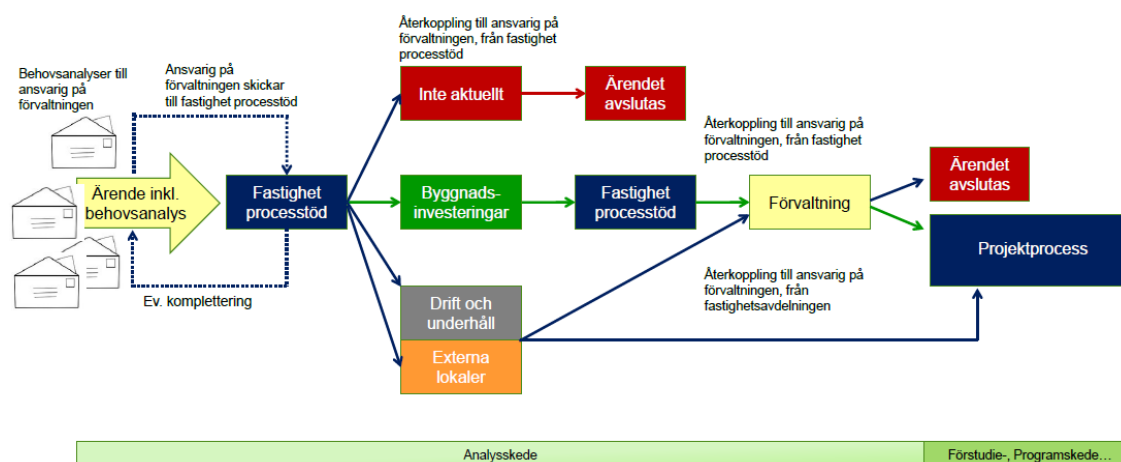 Återkoppling till ansvarig på
förvaltningen, från fastighet
processtöd
Behovsanalyser till
ansvarig på
förvaltningen
Ansvarig på
förvaltningen skickar
till fastighet processtöd
Inte aktuellt
Ärendet
avslutas
Återkoppling till ansvarig på
förvaltningen, från fastighet
processtöd
Ärende inkl.
behovsanalys
Fastighet
processtöd
Byggnads-
investeringar
Fastighet
processtöd
Förvaltning
Ärendet
avslutas
Projektprocess
Ev. komplettering
Återkoppling till ansvarig på
förvaltningen, från
fastighetsavdelningen
Drift och
underhåll
Externa
lokaler
Analysskede
Förstudie-, Programskede…